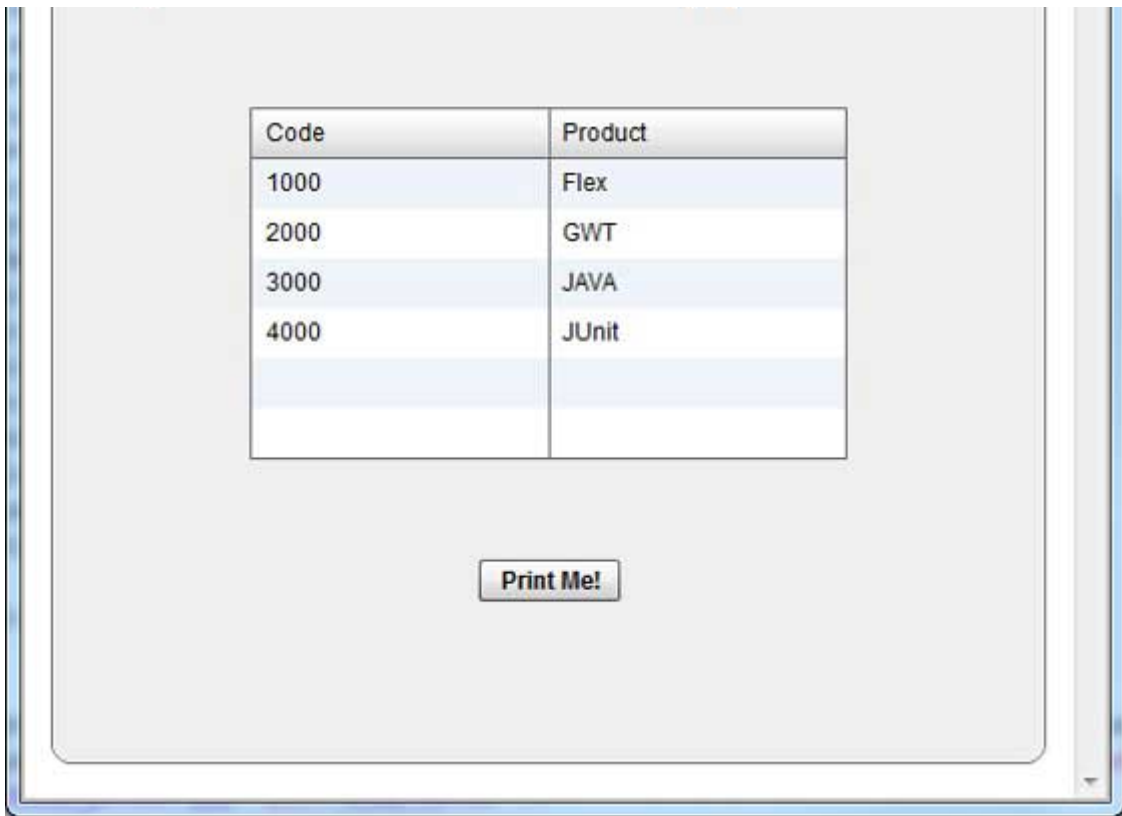 Code Product
1000 Flex
2000 GWT
3000 JAVA
4000 JUnit
Print Me!